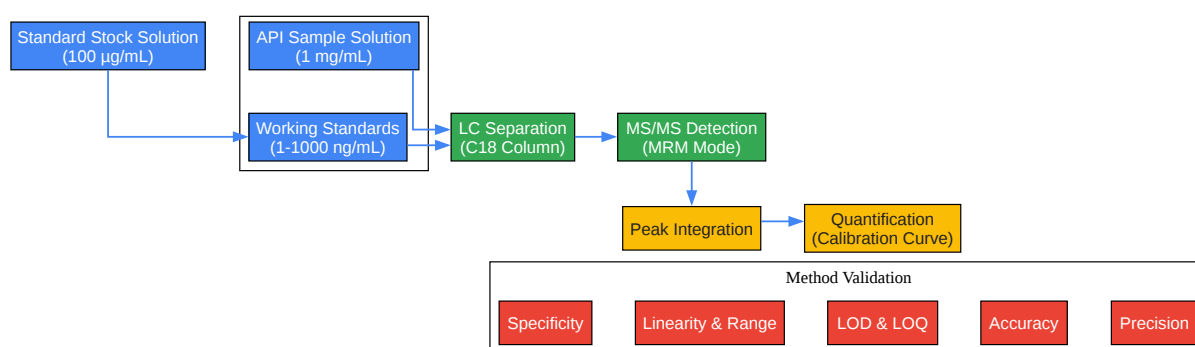 Standard Stock Solution
(100 µg/mL)
API Sample Solution
(1 mg/mL)
Working Standards
(1-1000 ng/mL)
LC Separation
(C18 Column)
MS/MS Detection
(MRM Mode)
Peak Integration
Quantification
(Calibration Curve)
Method Validation
Specificity
Linearity & Range
LOD & LOQ
Accuracy
Precision